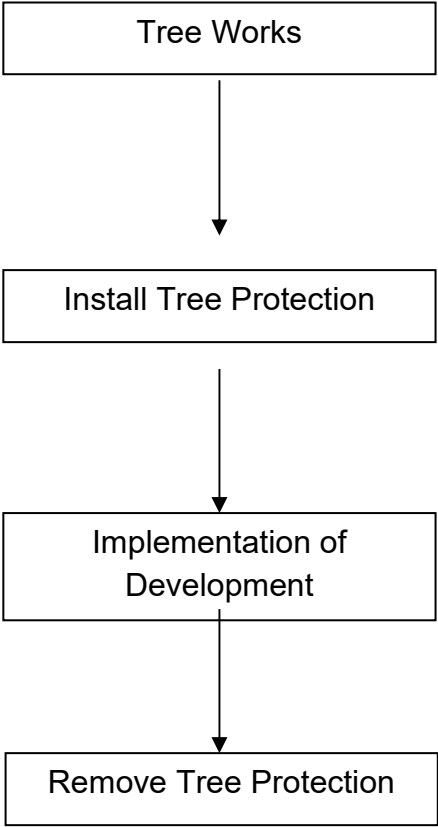 Tree Works
Install Tree Protection
Implementation of
Development
Remove Tree Protection